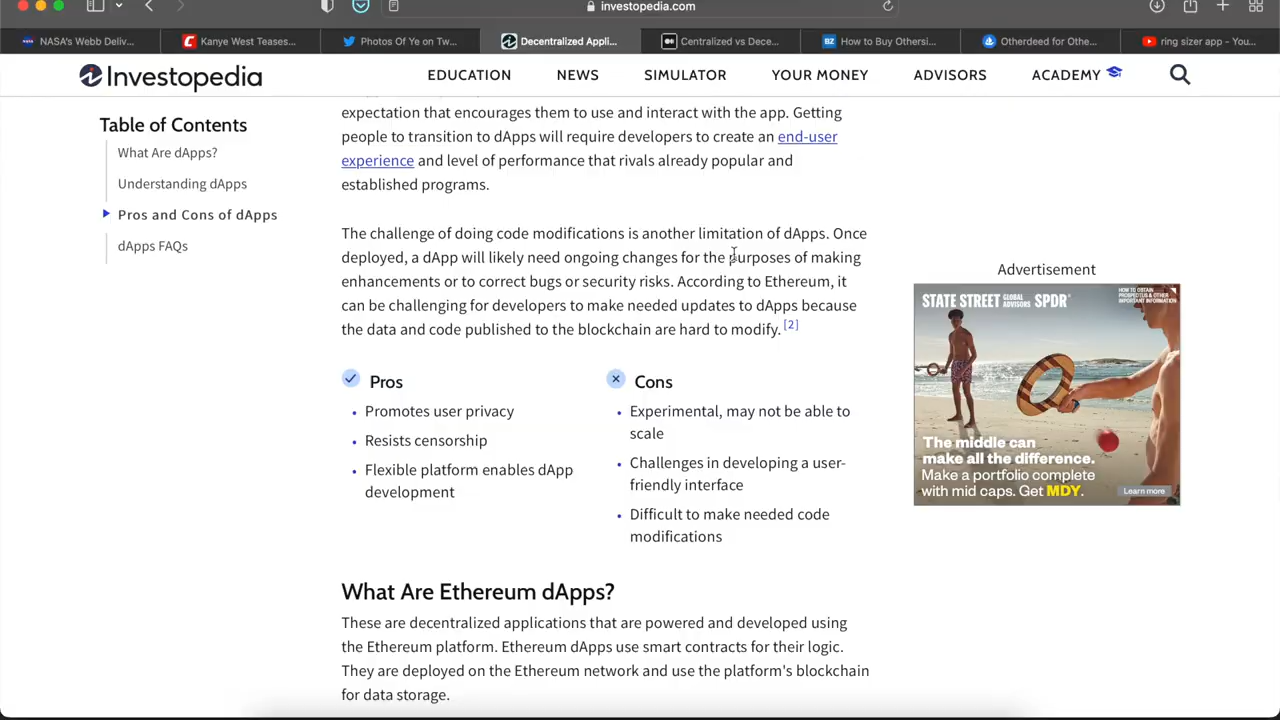 investopedia.com
NASA's Webb Deliv...
Kanye West Teases...
Photos Of Ye on Tw...
Decentralized Appli...
Centralized vs Dece...
How to Buy Othersi...
Otherdeed for Othe...
ring sizer app - You...
Investopedia
EDUCATION
NEWS
SIMULATOR
YOUR MONEY
ADVISORS
ACADEMY
Table of Contents
What Are dApps?
Understanding dApps
Pros and Cons of dApps
dApps FAQs
expectation that encourages them to use and interact with the app. Getting
people to transition to dApps will require developers to create an end-user
experience and level of performance that rivals already popular and
established programs.
The challenge of doing code modifications is another limitation of dApps. Once
deployed, a dApp will likely need ongoing changes for the purposes of making
enhancements or to correct bugs or security risks. According to Ethereum, it
can be challenging for developers to make needed updates to dApps because
the data and code published to the blockchain are hard to modify. [2]
Pros
Promotes user privacy
Resists censorship
Flexible platform enables dApp
development
Cons
Experimental, may not be able to
scale
Challenges in developing a user-
friendly interface
Difficult to make needed code
modifications
What Are Ethereum dApps?
These are decentralized applications that are powered and developed using
the Ethereum platform. Ethereum dApps use smart contracts for their logic.
They are deployed on the Ethereum network and use the platform's blockchain
for data storage.
Advertisement
STATE STREET GLOBAL ADVISORS SPDR®
HOW TO OBTAIN
PROSPECTUS & OTHER
IMPORTANT INFORMATION
The middle can
make all the difference.
Make a portfolio complete
with mid caps. Get MDY.
Learn more